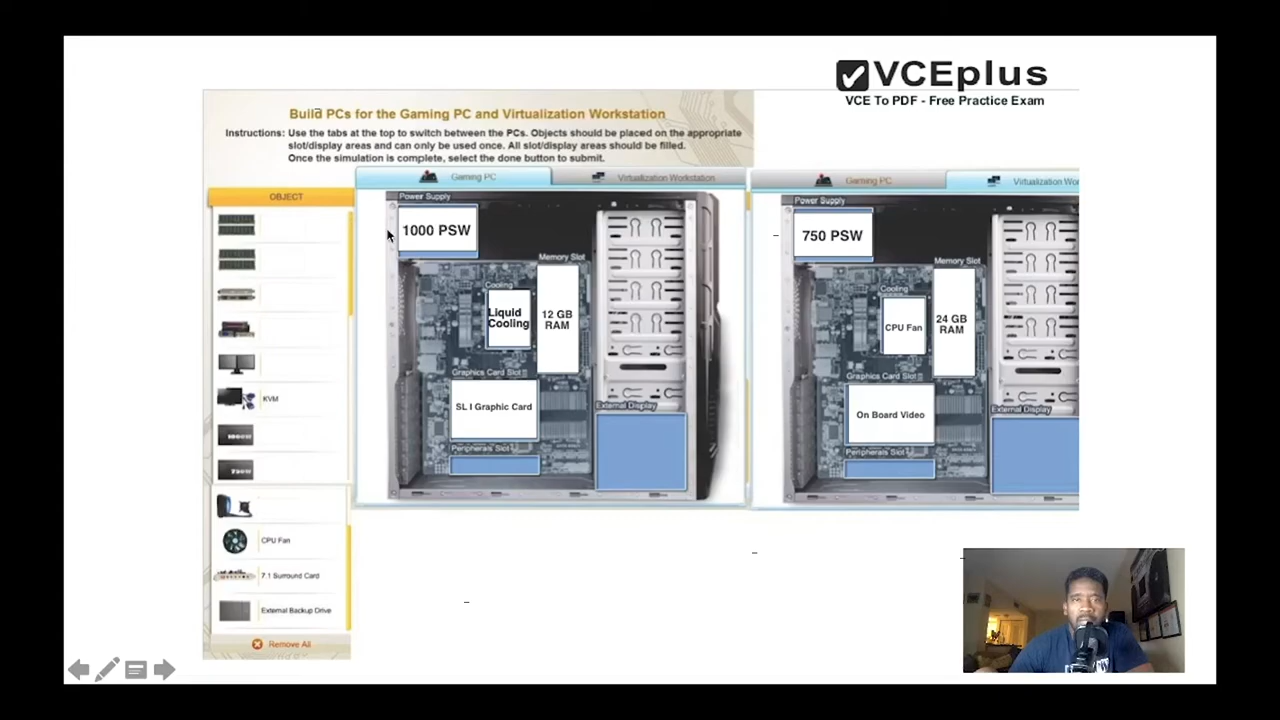 VCEplus
VCE To PDF - Free Practice Exam
Build PCs for the Gaming PC and Virtualization Workstation
Instructions: Use the tabs at the top to switch between the PCs. Objects should be placed on the appropriate
slot/display areas and can only be used once. All slot/display areas should be filled.
Once the simulation is complete, select the done button to submit.
OBJECT
KVM
1000W
750W
CPU Fan
7.1 Surround Card
External Backup Drive
Remove All
Gaming PC
Virtualization Workstation
Power Supply
1000 PSW
Memory Slot
Cooling
Liquid
Cooling
12 GB
RAM
Graphics Card Slot
SL I Graphic Card
External Display
Peripherals Slot
Gaming PC
Virtualization Wor
Power Supply
750 PSW
Memory Slot
Cooling
CPU Fan
24 GB
RAM
Graphics Card Slot
On Board Video
External Display
Peripherals Slot